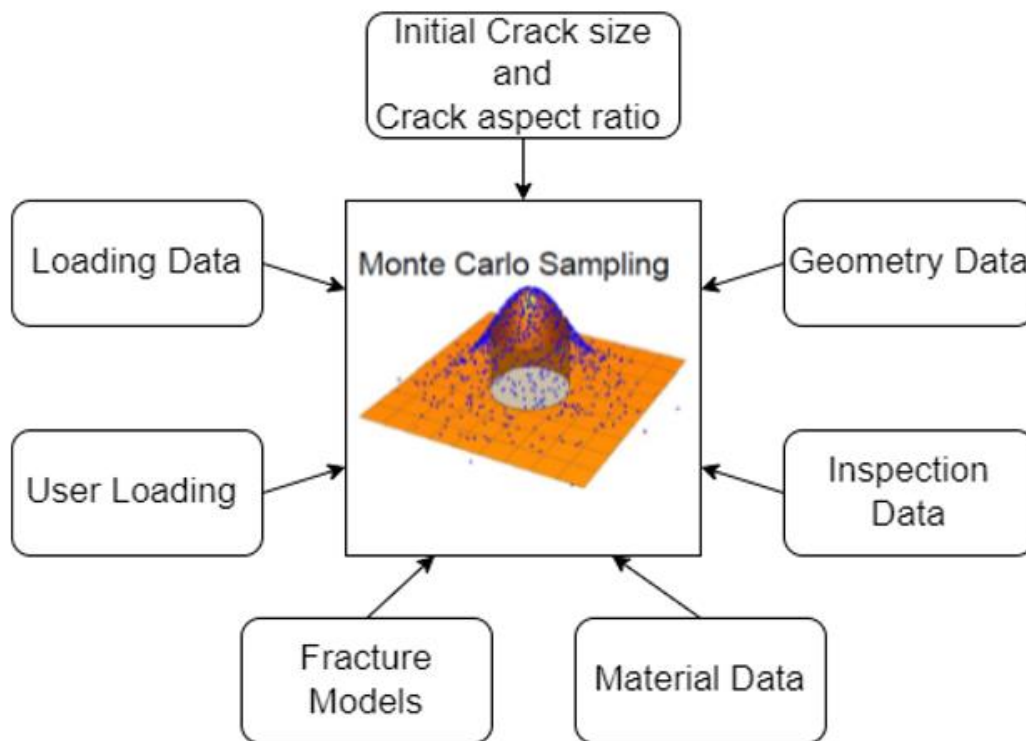 Initial Crack size
and
Crack aspect ratio
Loading Data
Monte Carlo Sampling
Geometry Data
User Loading
Inspection
Data
Fracture
Models
Material Data